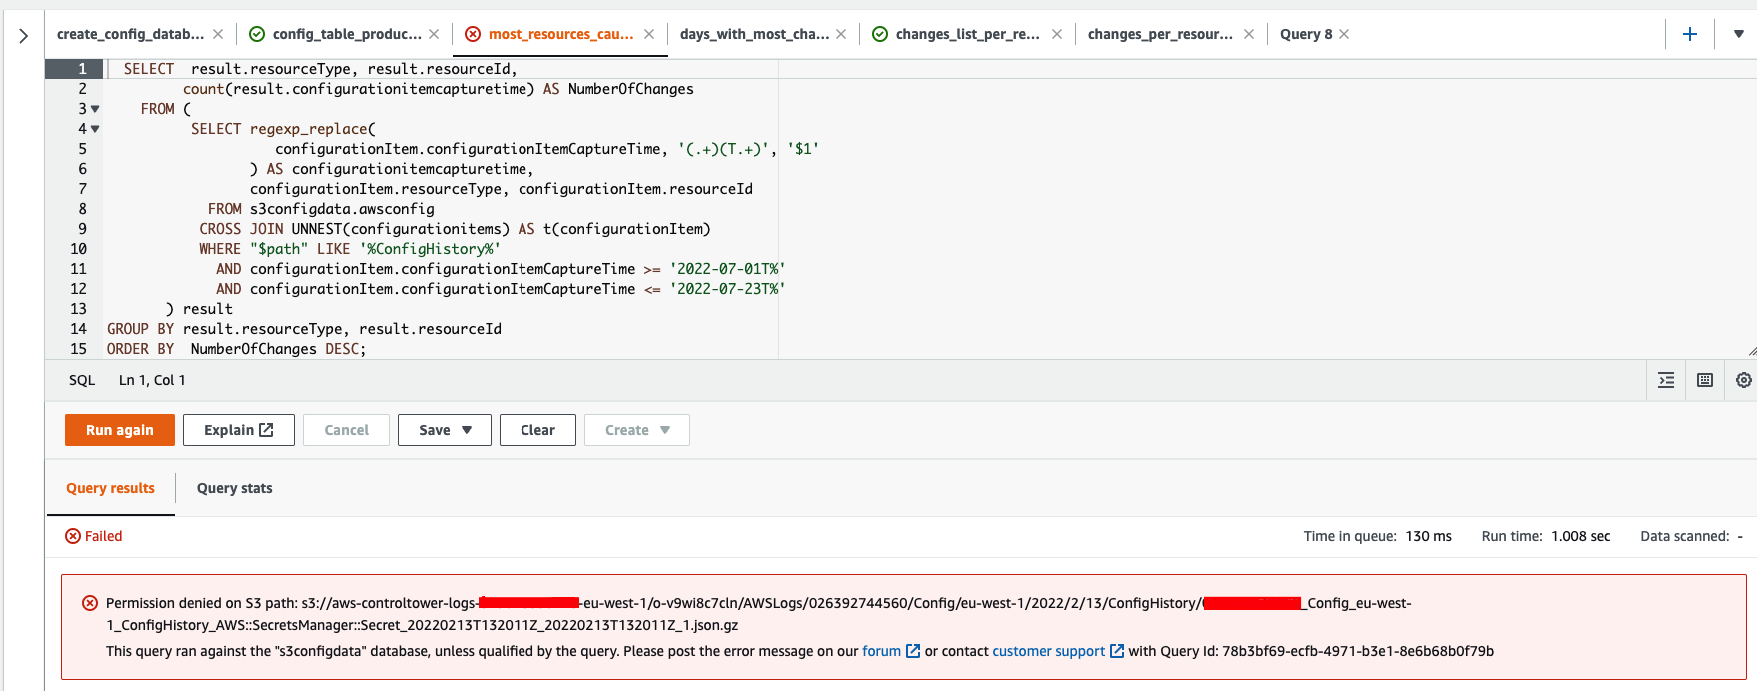 create_config_datab...
config_table_produc...
most_resources_cau...
days_with_most_cha...
changes_list_per_re...
changes_per_resour...
Query 8
1 SELECT result.resourceType, result.resourceId,
2 count(result.configurationitemcapturetime) AS NumberOfChanges
3 FROM (
4 SELECT regexp_replace(
5 configurationItem.configurationItemCaptureTime, '(.+)(T.+)', '$1'
6 ) AS configurationitemcapturetime,
7 configurationItem.resourceType, configurationItem.resourceId
8 FROM s3configdata.awsconfig
9 CROSS JOIN UNNEST(configurationitems) AS t(configurationItem)
10 WHERE "$path" LIKE '%ConfigHistory%'
11 AND configurationItem.configurationItemCaptureTime >= '2022-07-01T%'
12 AND configurationItem.configurationItemCaptureTime <= '2022-07-23T%'
13 ) result
14 GROUP BY result.resourceType, result.resourceId
15 ORDER BY NumberOfChanges DESC;
SQL Ln 1, Col 1
Run again Explain Cancel Save Clear Create
Query results Query stats
Failed Time in queue: 130 ms Run time: 1.008 sec Data scanned: -
Permission denied on S3 path: s3://aws-controltower-logs- -eu-west-1/o-v9wi8c7cln/AWSLogs/026392744560/Config/eu-west-1/2022/2/13/ConfigHistory/ _Config_eu-west-
1_ConfigHistory_AWS::SecretsManager::Secret_20220213T132011Z_20220213T132011Z_1.json.gz
This query ran against the "s3configdata" database, unless qualified by the query. Please post the error message on our forum or contact customer support with Query Id: 78b3bf69-ecfb-4971-b3e1-8e6b68b0f79b